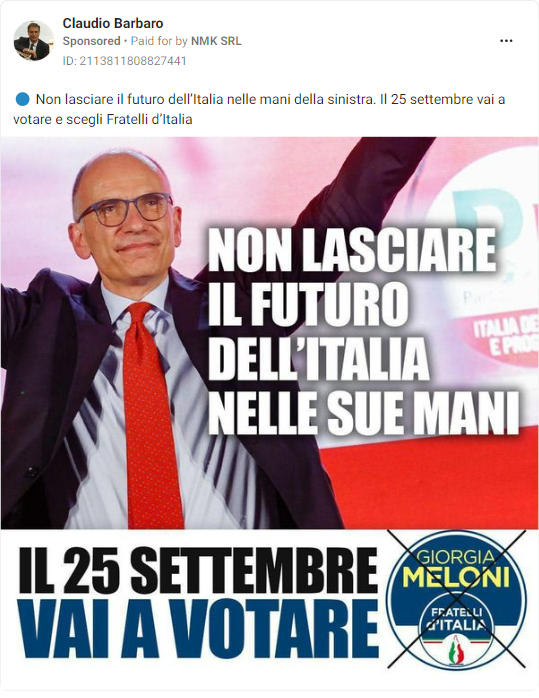 Claudio Barbaro
Sponsored • Paid for by NMK SRL
ID: 2113811808827441
Non lasciare il futuro dell'Italia nelle mani della sinistra. Il 25 settembre vai a
votare e scegli Fratelli d'Italia
NON LASCIARE
IL FUTURO
DELL'ITALIA
NELLE SUE MANI
ITALIA DE
E PROG
IL 25 SETTEMBRE
VAI A VOTARE
GIORGIA
MELONI
FRATELLI
d'ITALIA